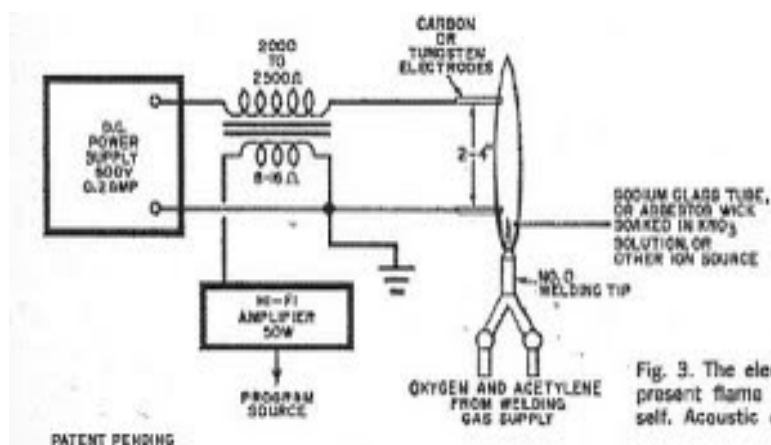 CARBON
OR
TUNGSTEN
ELECTRODES
2000
TO
2500Ω
D.C.
POWER
SUPPLY
500V
0.2 AMP
8-16Ω
2-4"
SODIUM GLASS TUBE,
OR ASBESTOS WICK
SOAKED IN KNO3
SOLUTION, OR
OTHER ION SOURCE
NO. 0
WELDING TIP
HI-FI
AMPLIFIER
50W
PROGRAM
SOURCE
OXYGEN AND ACETYLENE
FROM WELDING
GAS SUPPLY
Fig. 3. The ele
present flame
self. Acoustic
PATENT PENDING